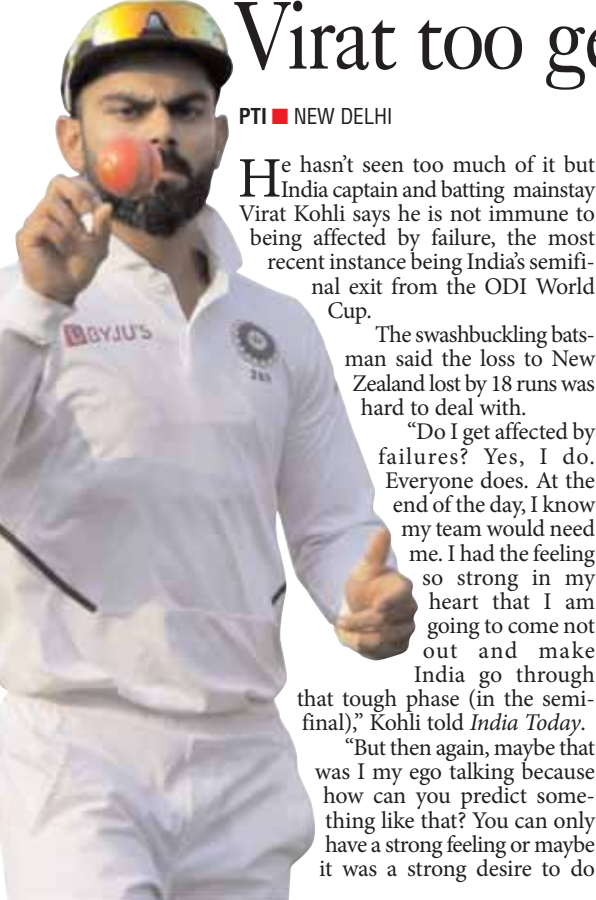 Virat too ge
PTI ■ NEW DELHI
He hasn't seen too much of it but
India captain and batting mainstay
Virat Kohli says he is not immune to
being affected by failure, the most
recent instance being India's semifi-
nal exit from the ODI World
Cup.
The swashbuckling bats-
man said the loss to New
Zealand lost by 18 runs was
hard to deal with.
“Do I get affected by
failures? Yes, I do.
Everyone does. At the
end of the day, I know
my team would need
me. I had the feeling
so strong in my
heart that I am
going to come not
out and make
India go through
that tough phase (in the semi-
final),” Kohli told India Today.
“But then again, maybe that
was I my ego talking because
how can you predict some-
thing like that? You can only
have a strong feeling or maybe
it was a strong desire to do
BYJU'S